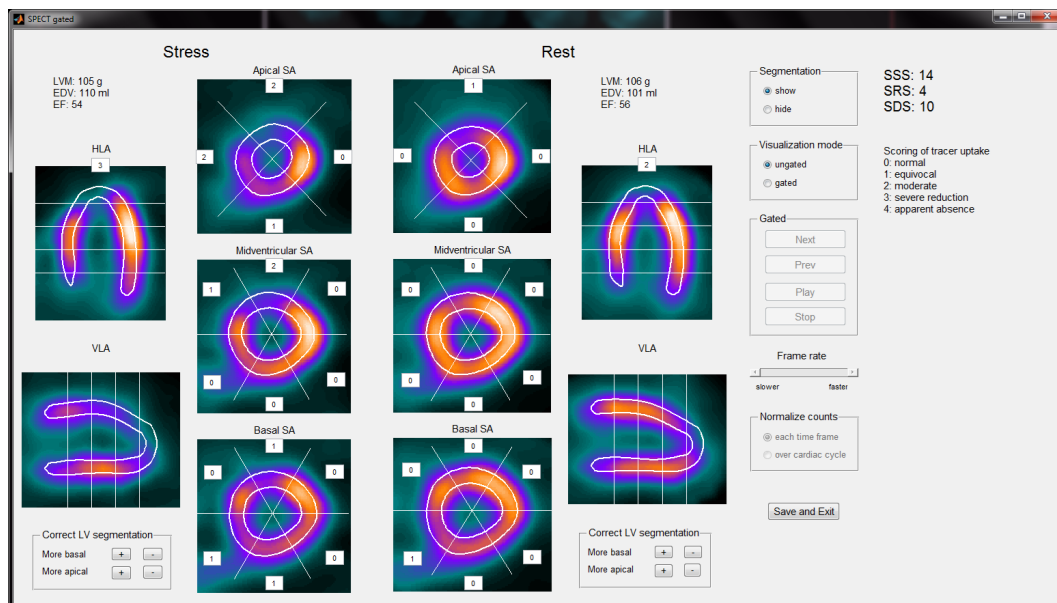 SPECT gated
Stress
Rest
LVM: 105 g
EDV: 110 ml
EF: 54
HLA
3
VLA
Apical SA
2
2
0
1
Midventricular SA
2
1
0
0
0
0
Basal SA
1
0
0
1
0
1
Apical SA
1
0
0
0
Midventricular SA
0
0
0
0
0
0
Basal SA
0
0
0
1
0
0
LVM: 106 g
EDV: 101 ml
EF: 56
HLA
2
VLA
Correct LV segmentation
More basal + -
More apical + -
Correct LV segmentation
More basal + -
More apical + -
Segmentation
show
hide
Visualization mode
ungated
gated
Gated
Next
Prev
Play
Stop
Frame rate
slower faster
Normalize counts
each time frame
over cardiac cycle
Save and Exit
SSS: 14
SRS: 4
SDS: 10
Scoring of tracer uptake
0: normal
1: equivocal
2: moderate
3: severe reduction
4: apparent absence